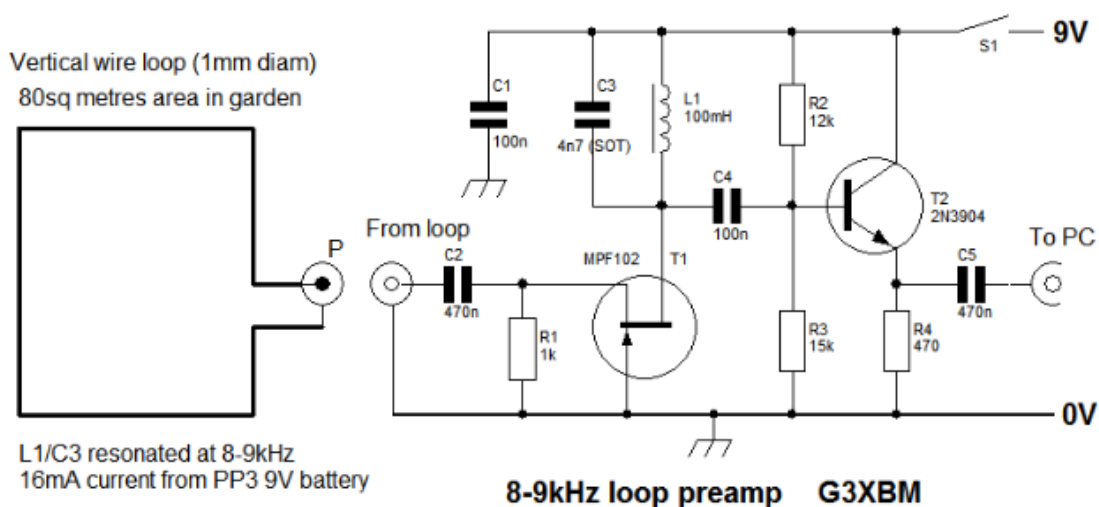 Vertical wire loop (1mm diam)
80sq metres area in garden
P
From loop
C1
100n
C3
4n7 (SOT)
L1
100mH
R2
12k
S1
9V
C4
100n
T2
2N3904
To PC
C2
470n
MPF102
T1
C5
470n
R1
1k
R3
15k
R4
470
0V
L1/C3 resonated at 8-9kHz
16mA current from PP3 9V battery
8-9kHz loop preamp G3XBM